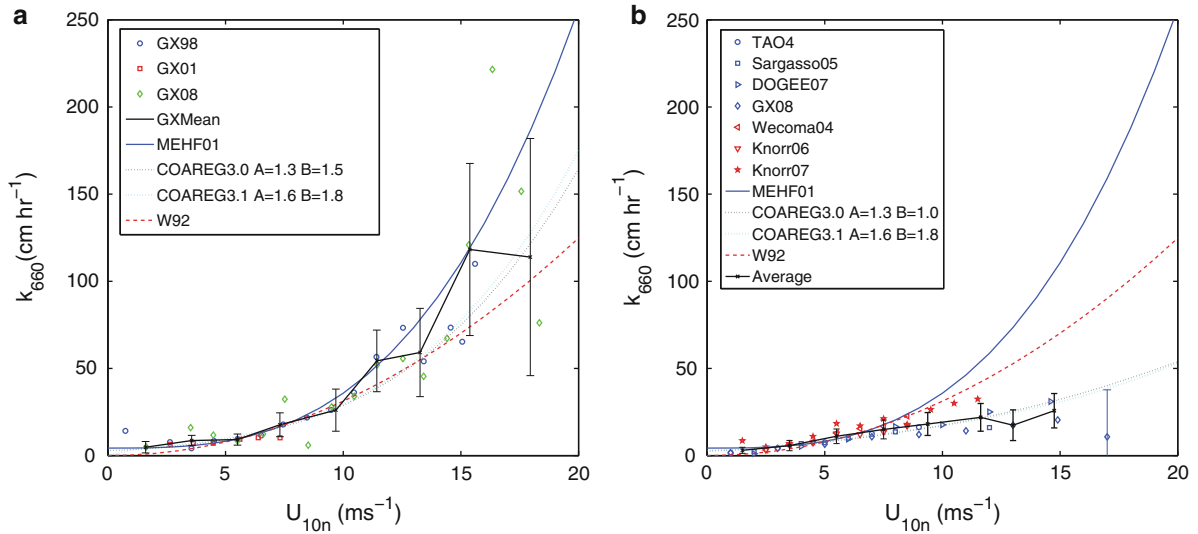 a
250
200
150
100
50
0
k660(cm hr−1)
GX98
GX01
GX08
GXMean
MEHF01
COAREG3.0 A=1.3 B=1.5
COAREG3.1 A=1.6 B=1.8
W92
0
5
10
15
20
U10n (ms−1)
b
250
200
150
100
50
0
k660 (cm hr−1)
TAO4
Sargasso05
DOGEE07
GX08
Wecoma04
Knorr06
Knorr07
MEHF01
COAREG3.0 A=1.3 B=1.0
COAREG3.1 A=1.6 B=1.8
W92
Average
0
5
10
15
20
U10n (ms−1)